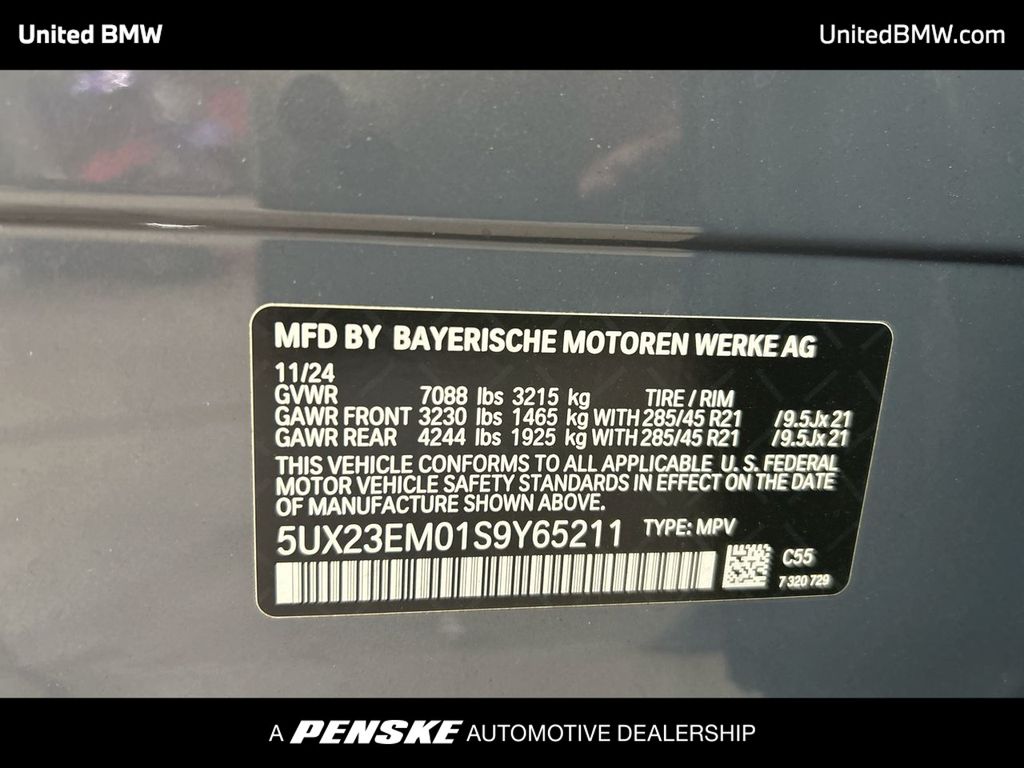 United BMW
UnitedBMW.com
MFD BY BAYERISCHE MOTOREN WERKE AG
11/24
GVWR 7088 lbs 3215 kg TIRE / RIM
GAWR FRONT 3230 lbs 1465 kg WITH 285/45 R21 /9.5Jx21
GAWR REAR 4244 lbs 1925 kg WITH 285/45 R21 /9.5Jx21
THIS VEHICLE CONFORMS TO ALL APPLICABLE U. S. FEDERAL
MOTOR VEHICLE SAFETY STANDARDS IN EFFECT ON THE DATE
OF MANUFACTURE SHOWN ABOVE.
5UX23EM01S9Y65211 TYPE: MPV
C55
7 320 729
A PENSKE AUTOMOTIVE DEALERSHIP